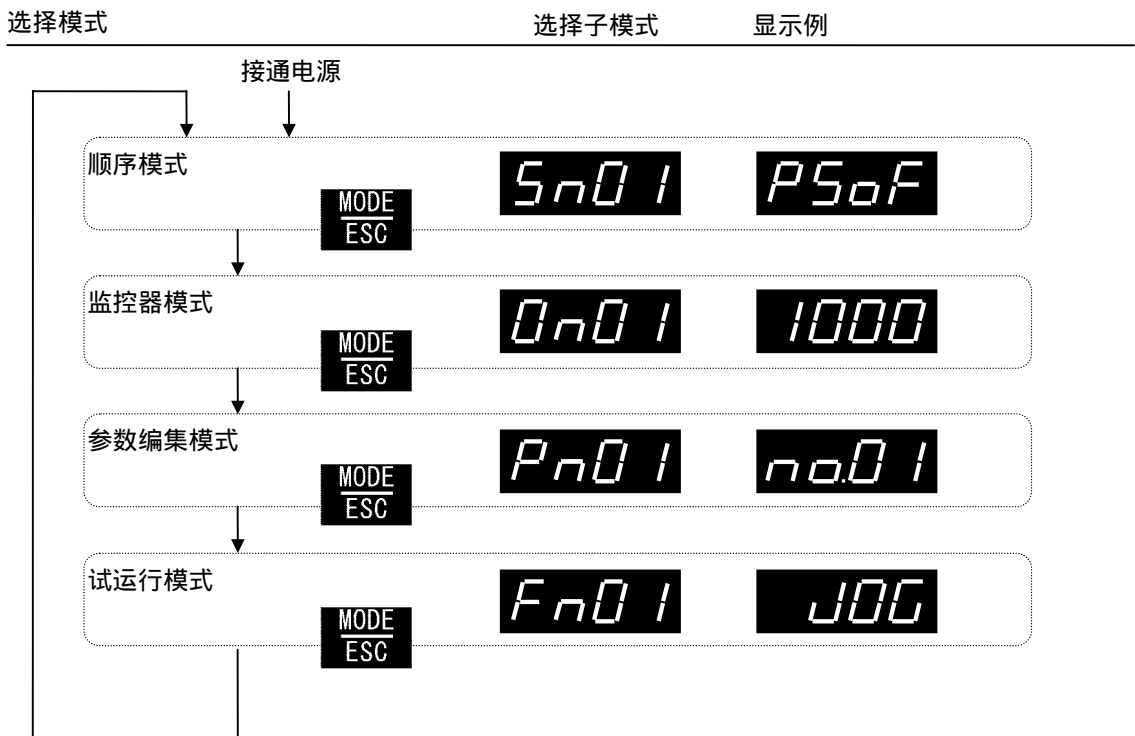 选择模式 选择子模式 显示例
接通电源
顺序模式
MODE
ESC
Sn01 PSoF
监控器模式
MODE
ESC
On01 1000
参数编集模式
MODE
ESC
Pn01 no.01
试运行模式
MODE
ESC
Fn01 JOG